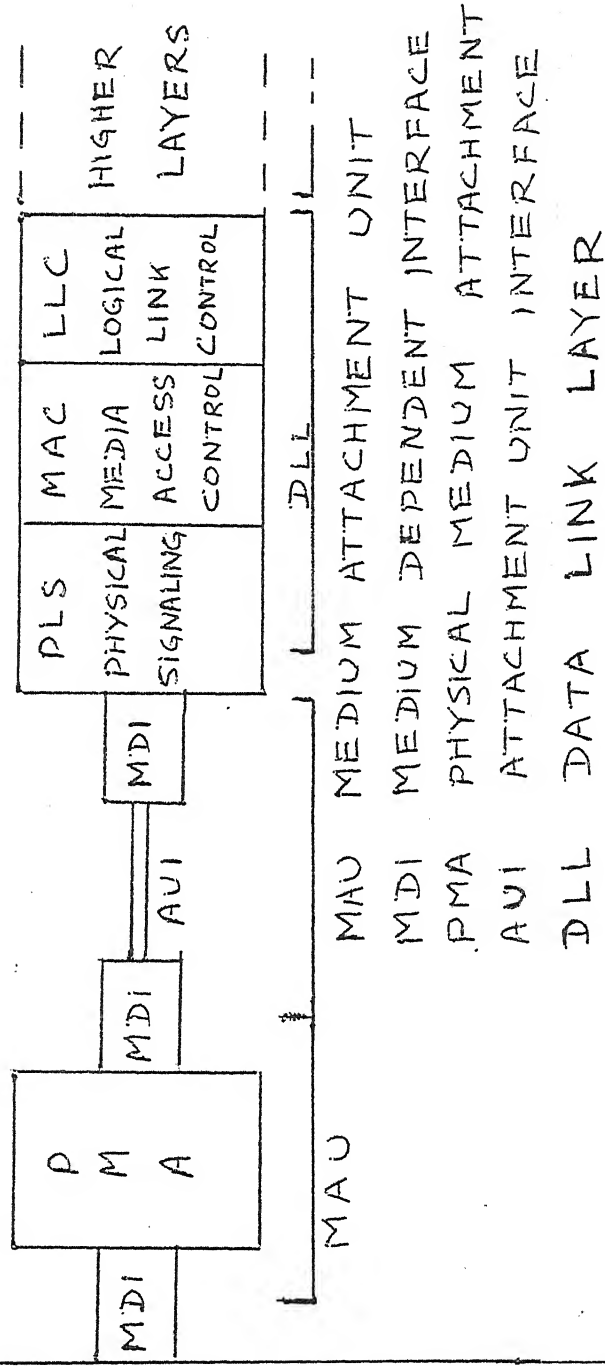 MDI
P
M
A
MDI
AUI
MDI
PLS
PHYSICAL
SIGNALING
MAC
MEDIA
ACCESS
CONTROL
LLC
LOGICAL
LINK
CONTROL
HIGHER
LAYERS
MAU
DLL
MAU MEDIUM ATTACHMENT UNIT
MDI MEDIUM DEPENDENT INTERFACE
PMA PHYSICAL MEDIUM ATTACHMENT
AUI ATTACHMENT UNIT INTERFACE
DLL DATA LINK LAYER